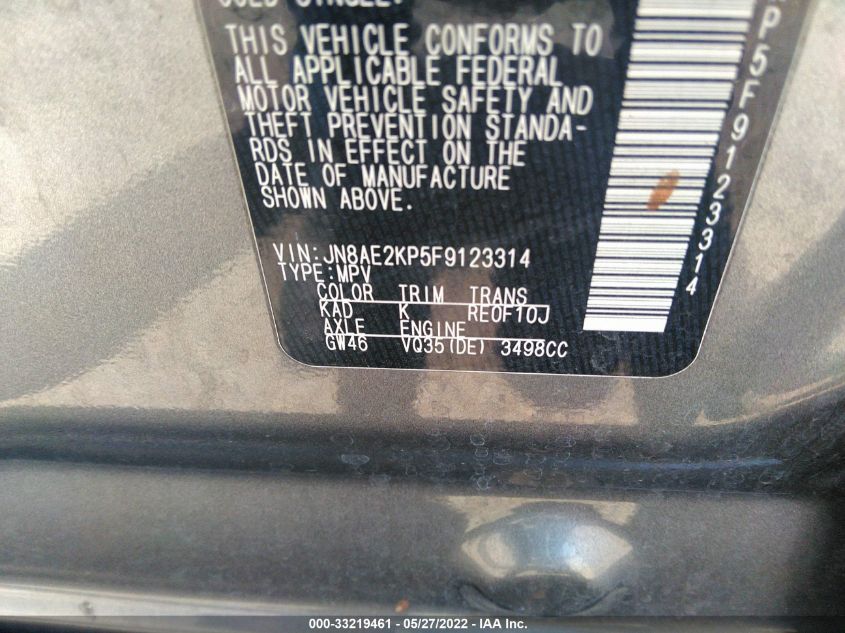 THIS VEHICLE CONFORMS TO
ALL APPLICABLE FEDERAL
MOTOR VEHICLE SAFETY AND
THEFT PREVENTION STANDA-
RDS IN EFFECT ON THE
DATE OF MANUFACTURE
SHOWN ABOVE.
VIN:JN8AE2KP5F9123314
TYPE:MPV
COLOR TRIM TRANS
KAD K RE0F10J
AXLE ENGINE
GW46 VQ35(DE) 3498CC
P5F9123314
000-33219461 - 05/27/2022 - IAA Inc.